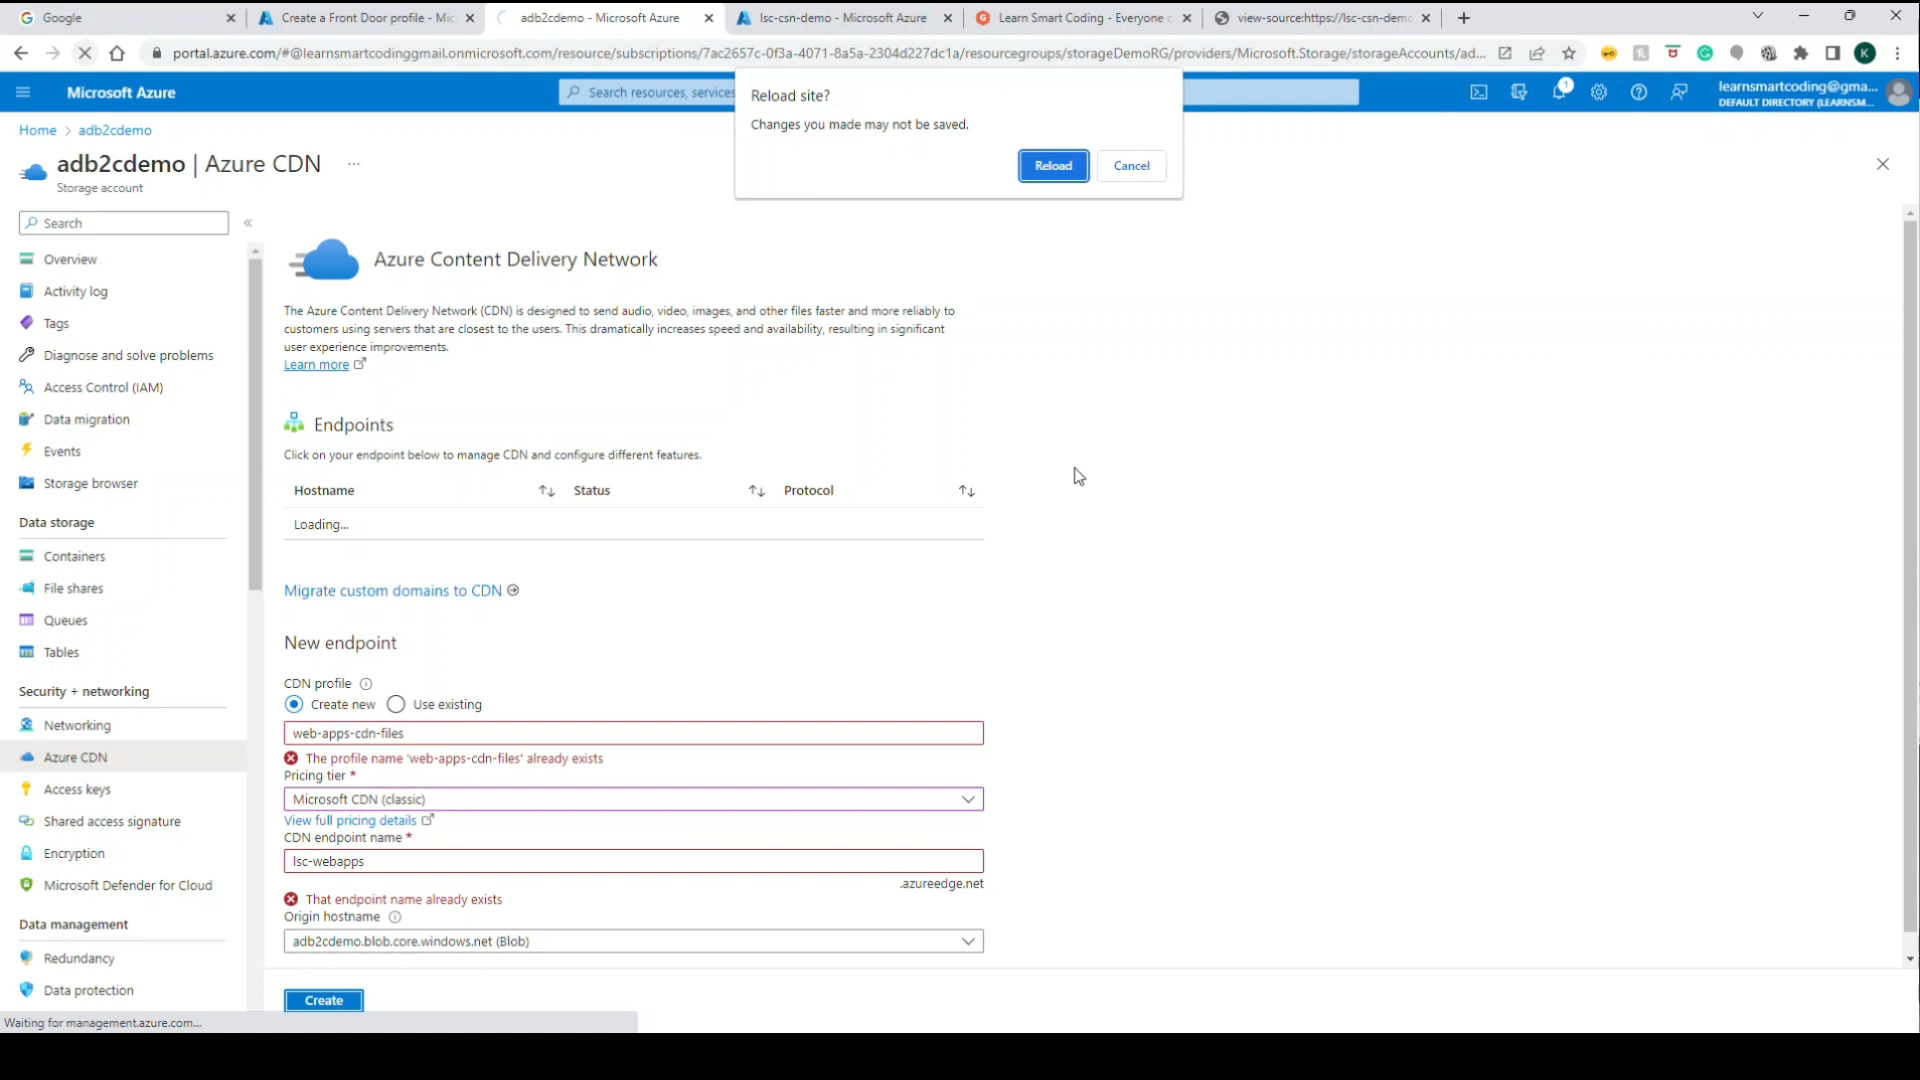 Google
Create a Front Door profile - Mic
adb2cdemo - Microsoft Azure
lsc-csn-demo - Microsoft Azure
Learn Smart Coding - Everyone c
view-source:https://lsc-csn-dem
portal.azure.com/#@learnsmartcodinggmail.onmicrosoft.com/resource/subscriptions/7ac2657c-0f3a-4071-8a5a-2304d227dc1a/resourcegroups/storageDemoRG/providers/Microsoft.Storage/storageAccounts/ad...
K
Microsoft Azure
Search resources, services
1
learnsmartcoding@gma...
DEFAULT DIRECTORY (LEARNSM...
Reload site?
Changes you made may not be saved.
Reload
Cancel
Home > adb2cdemo
adb2cdemo | Azure CDN ...
Storage account
Search
«
Overview
Activity log
Tags
Diagnose and solve problems
Access Control (IAM)
Data migration
Events
Storage browser
Data storage
Containers
File shares
Queues
Tables
Security + networking
Networking
Azure CDN
Access keys
Shared access signature
Encryption
Microsoft Defender for Cloud
Data management
Redundancy
Data protection
Azure Content Delivery Network
The Azure Content Delivery Network (CDN) is designed to send audio, video, images, and other files faster and more reliably to
customers using servers that are closest to the users. This dramatically increases speed and availability, resulting in significant
user experience improvements.
Learn more
Endpoints
Click on your endpoint below to manage CDN and configure different features.
Hostname
Status
Protocol
Loading...
Migrate custom domains to CDN
New endpoint
CDN profile
Create new
Use existing
web-apps-cdn-files
The profile name 'web-apps-cdn-files' already exists
Pricing tier *
Microsoft CDN (classic)
View full pricing details
CDN endpoint name *
lsc-webapps
.azureedge.net
That endpoint name already exists
Origin hostname
adb2cdemo.blob.core.windows.net (Blob)
Create
Waiting for management.azure.com...